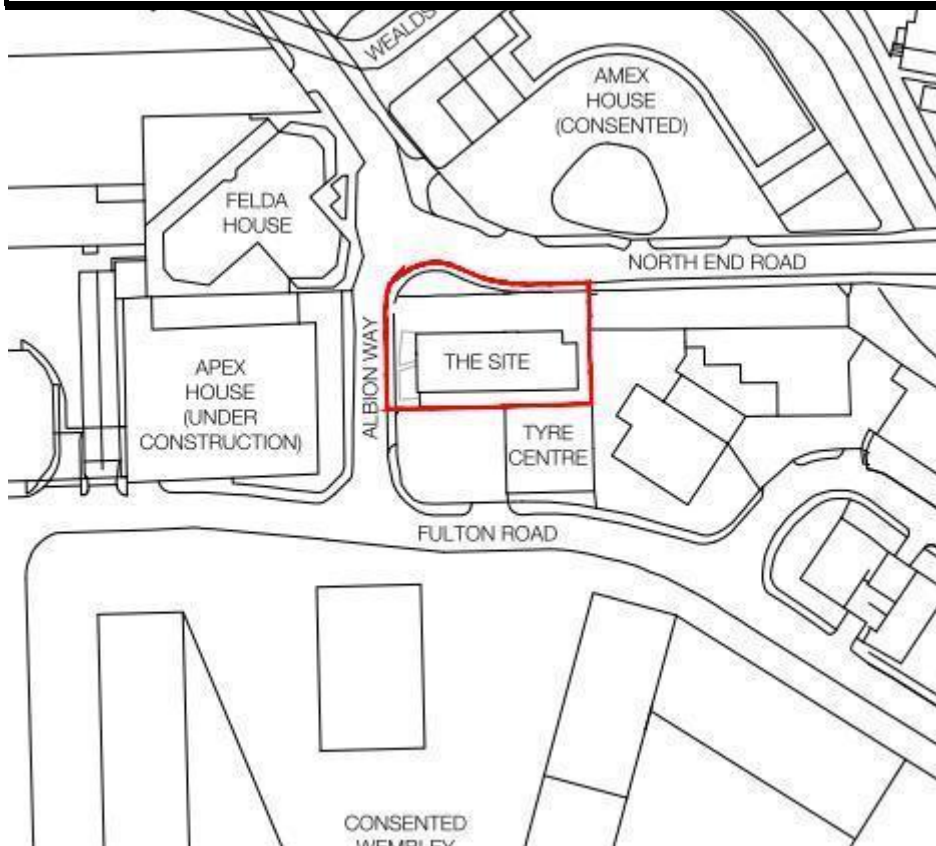 WEALDS
AMEX
HOUSE
(CONSENTED)
FELDA
HOUSE
NORTH END ROAD
ALBION WAY
THE SITE
APEX
HOUSE
(UNDER
CONSTRUCTION)
TYRE
CENTRE
FULTON ROAD
CONSENTED
WEMBLEY